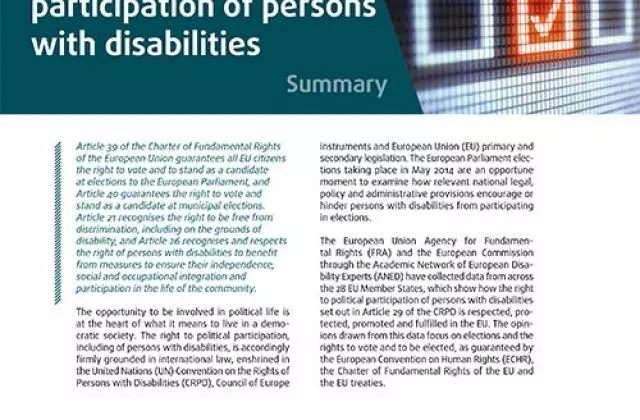 participation of persons
with disabilities
Summary
Article 39 of the Charter of Fundamental Rights
of the European Union guarantees all EU citizens
the right to vote and to stand as a candidate
at elections to the European Parliament, and
Article 40 guarantees the right to vote and
stand as a candidate at municipal elections.
Article 21 recognises the right to be free from
discrimination, including on the grounds of
disability, and Article 26 recognises and respects
the right of persons with disabilities to benefit
from measures to ensure their independence,
social and occupational integration and
participation in the life of the community.
The opportunity to be involved in political life is
at the heart of what it means to live in a demo-
cratic society. The right to political participation,
including of persons with disabilities, is accordingly
firmly grounded in international law, enshrined in
the United Nations (UN) Convention on the Rights of
Persons with Disabilities (CRPD), Council of Europe
instruments and European Union (EU) primary and
secondary legislation. The European Parliament elec-
tions taking place in May 2014 are an opportune
moment to examine how relevant national legal,
policy and administrative provisions encourage or
hinder persons with disabilities from participating
in elections.
The European Union Agency for Fundamen-
tal Rights (FRA) and the European Commission
through the Academic Network of European Disa-
bility Experts (ANED) have collected data from across
the 28 EU Member States, which show how the right
to political participation of persons with disabilities
set out in Article 29 of the CRPD is respected, pro-
tected, promoted and fulfilled in the EU. The opin-
ions drawn from this data focus on elections and the
rights to vote and to be elected, as guaranteed by
the European Convention on Human Rights (ECHR),
the Charter of Fundamental Rights of the EU and
the EU treaties.